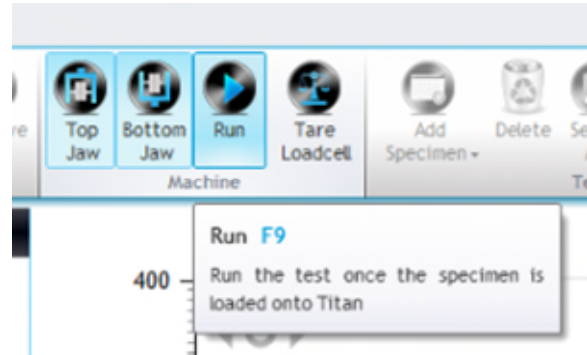 Top Jaw
Bottom Jaw
Run
Tare Loadcell
Add Specimen
Delete
Machine
Run F9
Run the test once the specimen is
loaded onto Titan
400